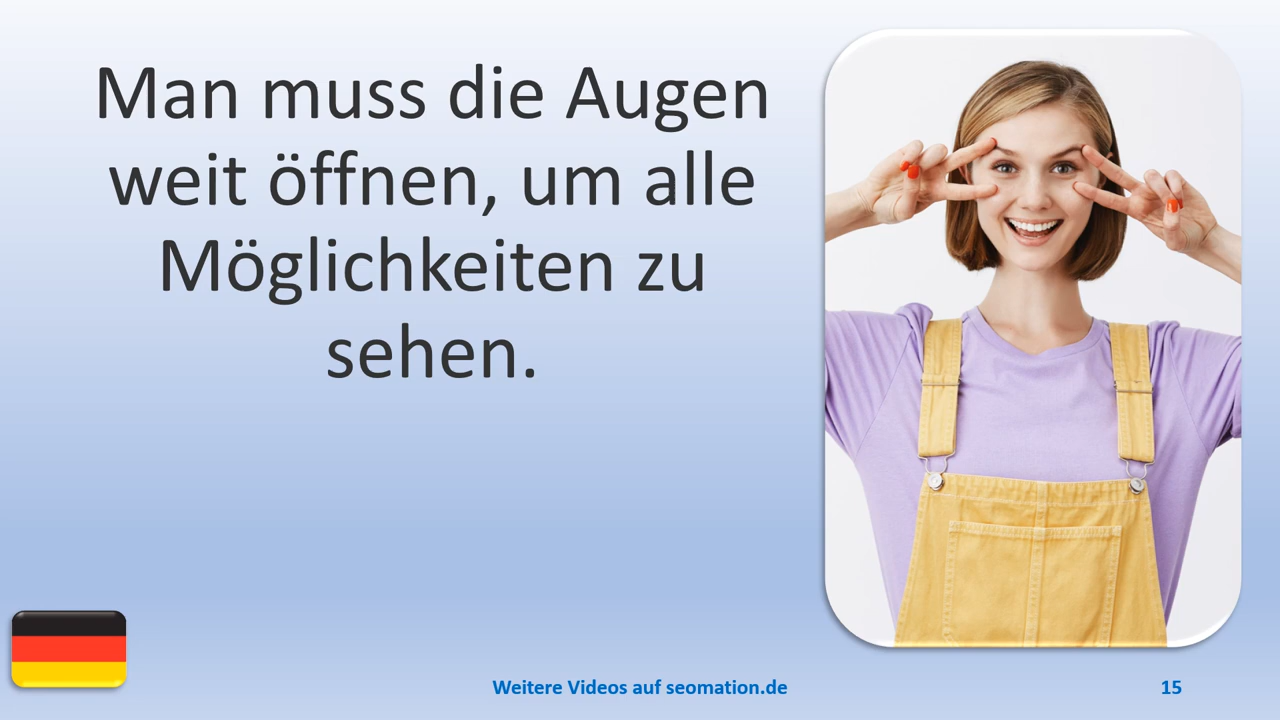 Man muss die Augen
weit öffnen, um alle
Möglichkeiten zu
sehen.
Weitere Videos auf seomation.de
15